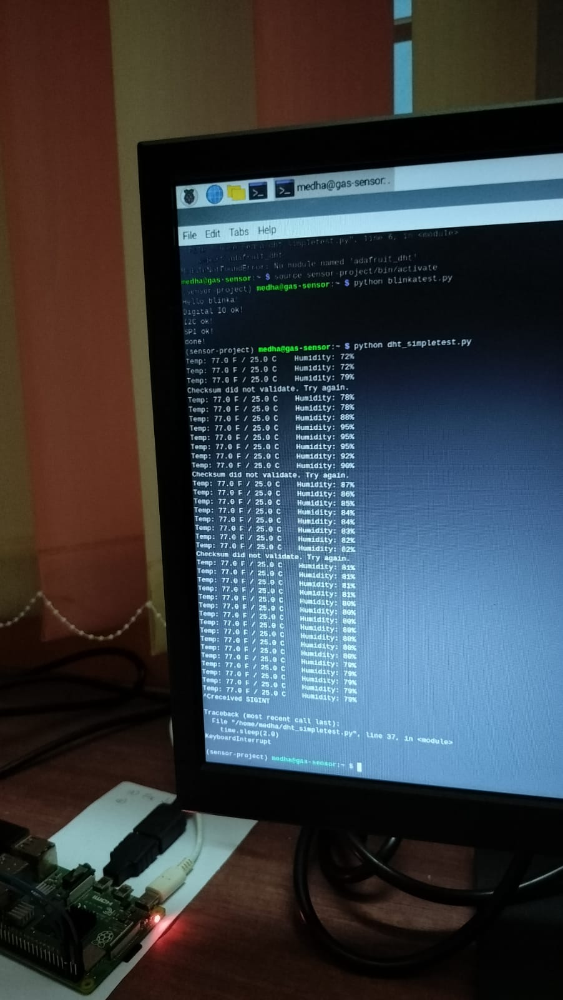 medha@gas-sensor: .
File Edit Tabs Help
simpletest.py", line 6, in <module>
adafruit_dht
ModuleNotFoundError: No module named 'adafruit_dht'
medha@gas-sensor:~ $ source sensor-project/bin/activate
(sensor-project) medha@gas-sensor:~ $ python blinkatest.py
Hello blinka!
Digital IO ok!
I2C ok!
SPI ok!
done!
(sensor-project) medha@gas-sensor:~ $ python dht_simpletest.py
Temp: 77.0 F / 25.0 C Humidity: 72%
Temp: 77.0 F / 25.0 C Humidity: 72%
Temp: 77.0 F / 25.0 C Humidity: 79%
Checksum did not validate. Try again.
Temp: 77.0 F / 25.0 C Humidity: 78%
Temp: 77.0 F / 25.0 C Humidity: 78%
Temp: 77.0 F / 25.0 C Humidity: 88%
Temp: 77.0 F / 25.0 C Humidity: 95%
Temp: 77.0 F / 25.0 C Humidity: 95%
Temp: 77.0 F / 25.0 C Humidity: 95%
Temp: 77.0 F / 25.0 C Humidity: 92%
Temp: 77.0 F / 25.0 C Humidity: 90%
Checksum did not validate. Try again.
Temp: 77.0 F / 25.0 C Humidity: 87%
Temp: 77.0 F / 25.0 C Humidity: 86%
Temp: 77.0 F / 25.0 C Humidity: 85%
Temp: 77.0 F / 25.0 C Humidity: 84%
Temp: 77.0 F / 25.0 C Humidity: 84%
Temp: 77.0 F / 25.0 C Humidity: 83%
Temp: 77.0 F / 25.0 C Humidity: 82%
Temp: 77.0 F / 25.0 C Humidity: 82%
Checksum did not validate. Try again.
Temp: 77.0 F / 25.0 C Humidity: 81%
Temp: 77.0 F / 25.0 C Humidity: 81%
Temp: 77.0 F / 25.0 C Humidity: 81%
Temp: 77.0 F / 25.0 C Humidity: 81%
Temp: 77.0 F / 25.0 C Humidity: 80%
Temp: 77.0 F / 25.0 C Humidity: 80%
Temp: 77.0 F / 25.0 C Humidity: 80%
Temp: 77.0 F / 25.0 C Humidity: 80%
Temp: 77.0 F / 25.0 C Humidity: 80%
Temp: 77.0 F / 25.0 C Humidity: 80%
Temp: 77.0 F / 25.0 C Humidity: 80%
Temp: 77.0 F / 25.0 C Humidity: 79%
Temp: 77.0 F / 25.0 C Humidity: 79%
Temp: 77.0 F / 25.0 C Humidity: 79%
Temp: 77.0 F / 25.0 C Humidity: 79%
Temp: 77.0 F / 25.0 C Humidity: 79%
^Creceived SIGINT
Traceback (most recent call last):
File "/home/medha/dht_simpletest.py", line 37, in <module>
time.sleep(2.0)
KeyboardInterrupt
(sensor-project) medha@gas-sensor:~ $
HDMI